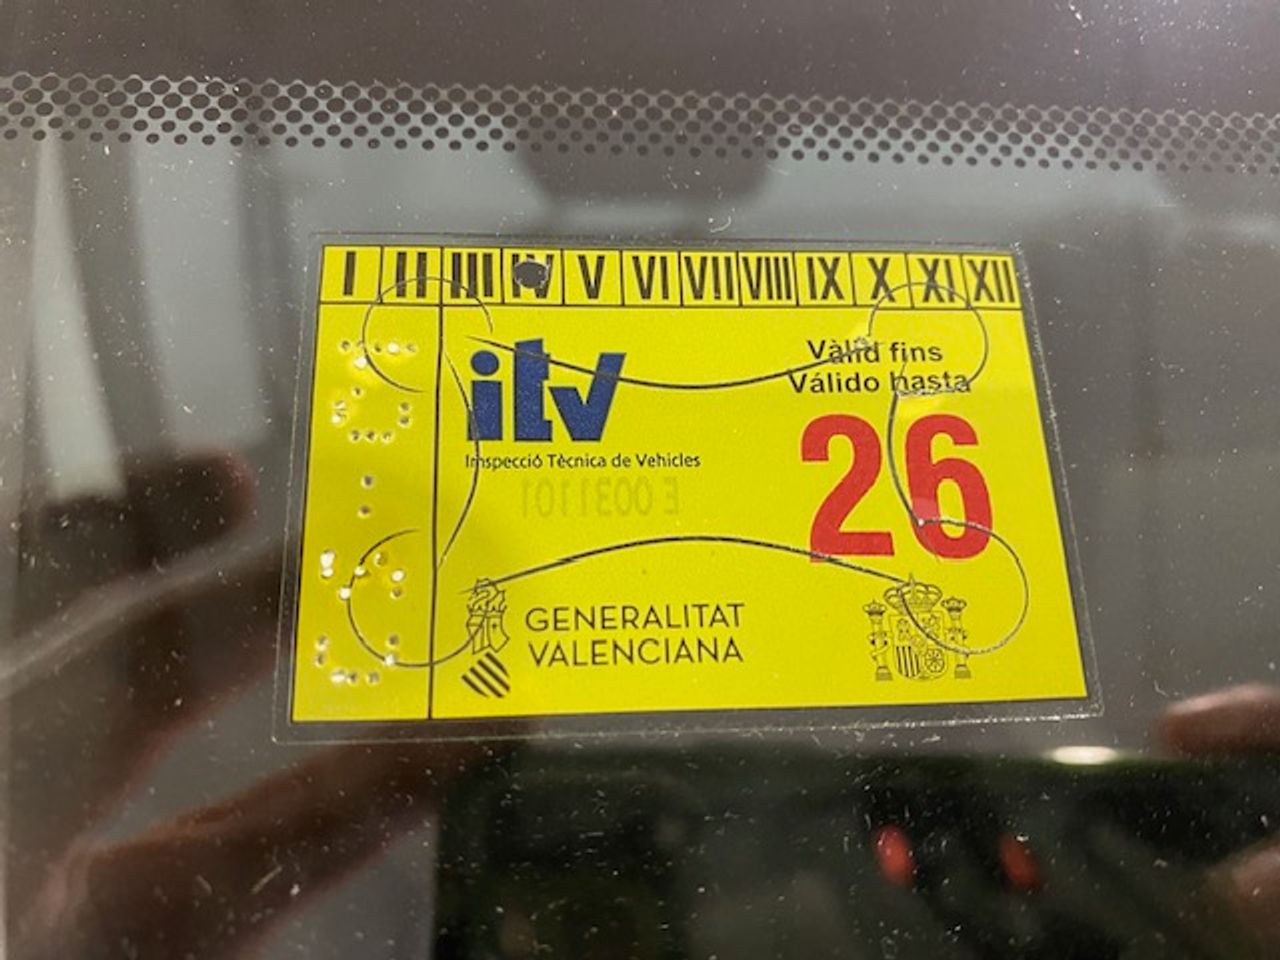 I II III IV V VI VII VIII IX X XI XII
itv
Vàlid fins
Válido hasta
26
Inspecció Tècnica de Vehicles
E 0031101
GENERALITAT
VALENCIANA